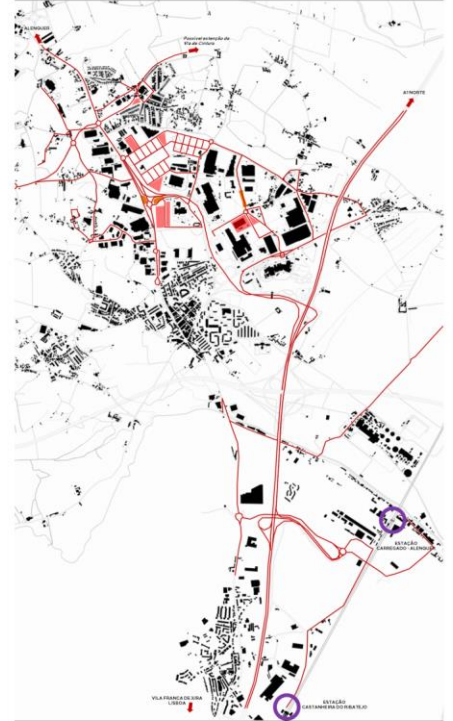 ALENQUER
Possível extensão da
Via de Cintura
A1 NORTE
ESTAÇÃO
CARREGADO - ALENQUER
VILA FRANCA DE XIRA
LISBOA
ESTAÇÃO
CASTANHEIRA DO RIBATEJO